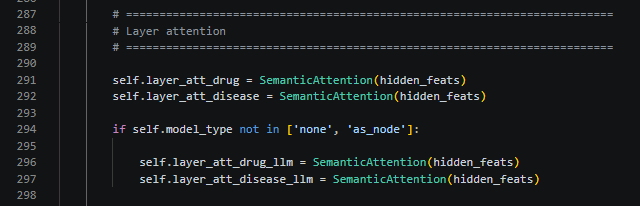 286
287 # ==========================================================================
288 # Layer attention
289 # ==========================================================================
290
291 self.layer_att_drug = SemanticAttention(hidden_feats)
292 self.layer_att_disease = SemanticAttention(hidden_feats)
293
294 if self.model_type not in ['none', 'as_node']:
295
296 self.layer_att_drug_llm = SemanticAttention(hidden_feats)
297 self.layer_att_disease_llm = SemanticAttention(hidden_feats)
298